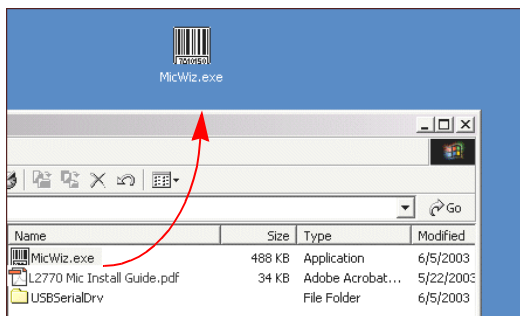 MicWiz.exe
Go
Name Size Type Modified
MicWiz.exe 488 KB Application 6/5/2003
L2770 Mic Install Guide.pdf 34 KB Adobe Acrobat... 5/22/2003
USBSerialDrv File Folder 6/5/2003